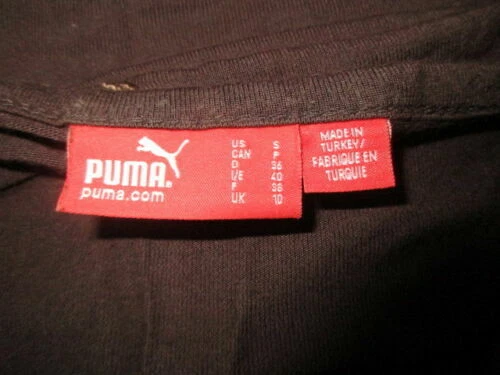 PUMA®
puma.com
US S
CAN P
D 36
I/E 40
F 38
UK 10
MADE IN
TURKEY/
FABRIQUE EN
TURQUIE